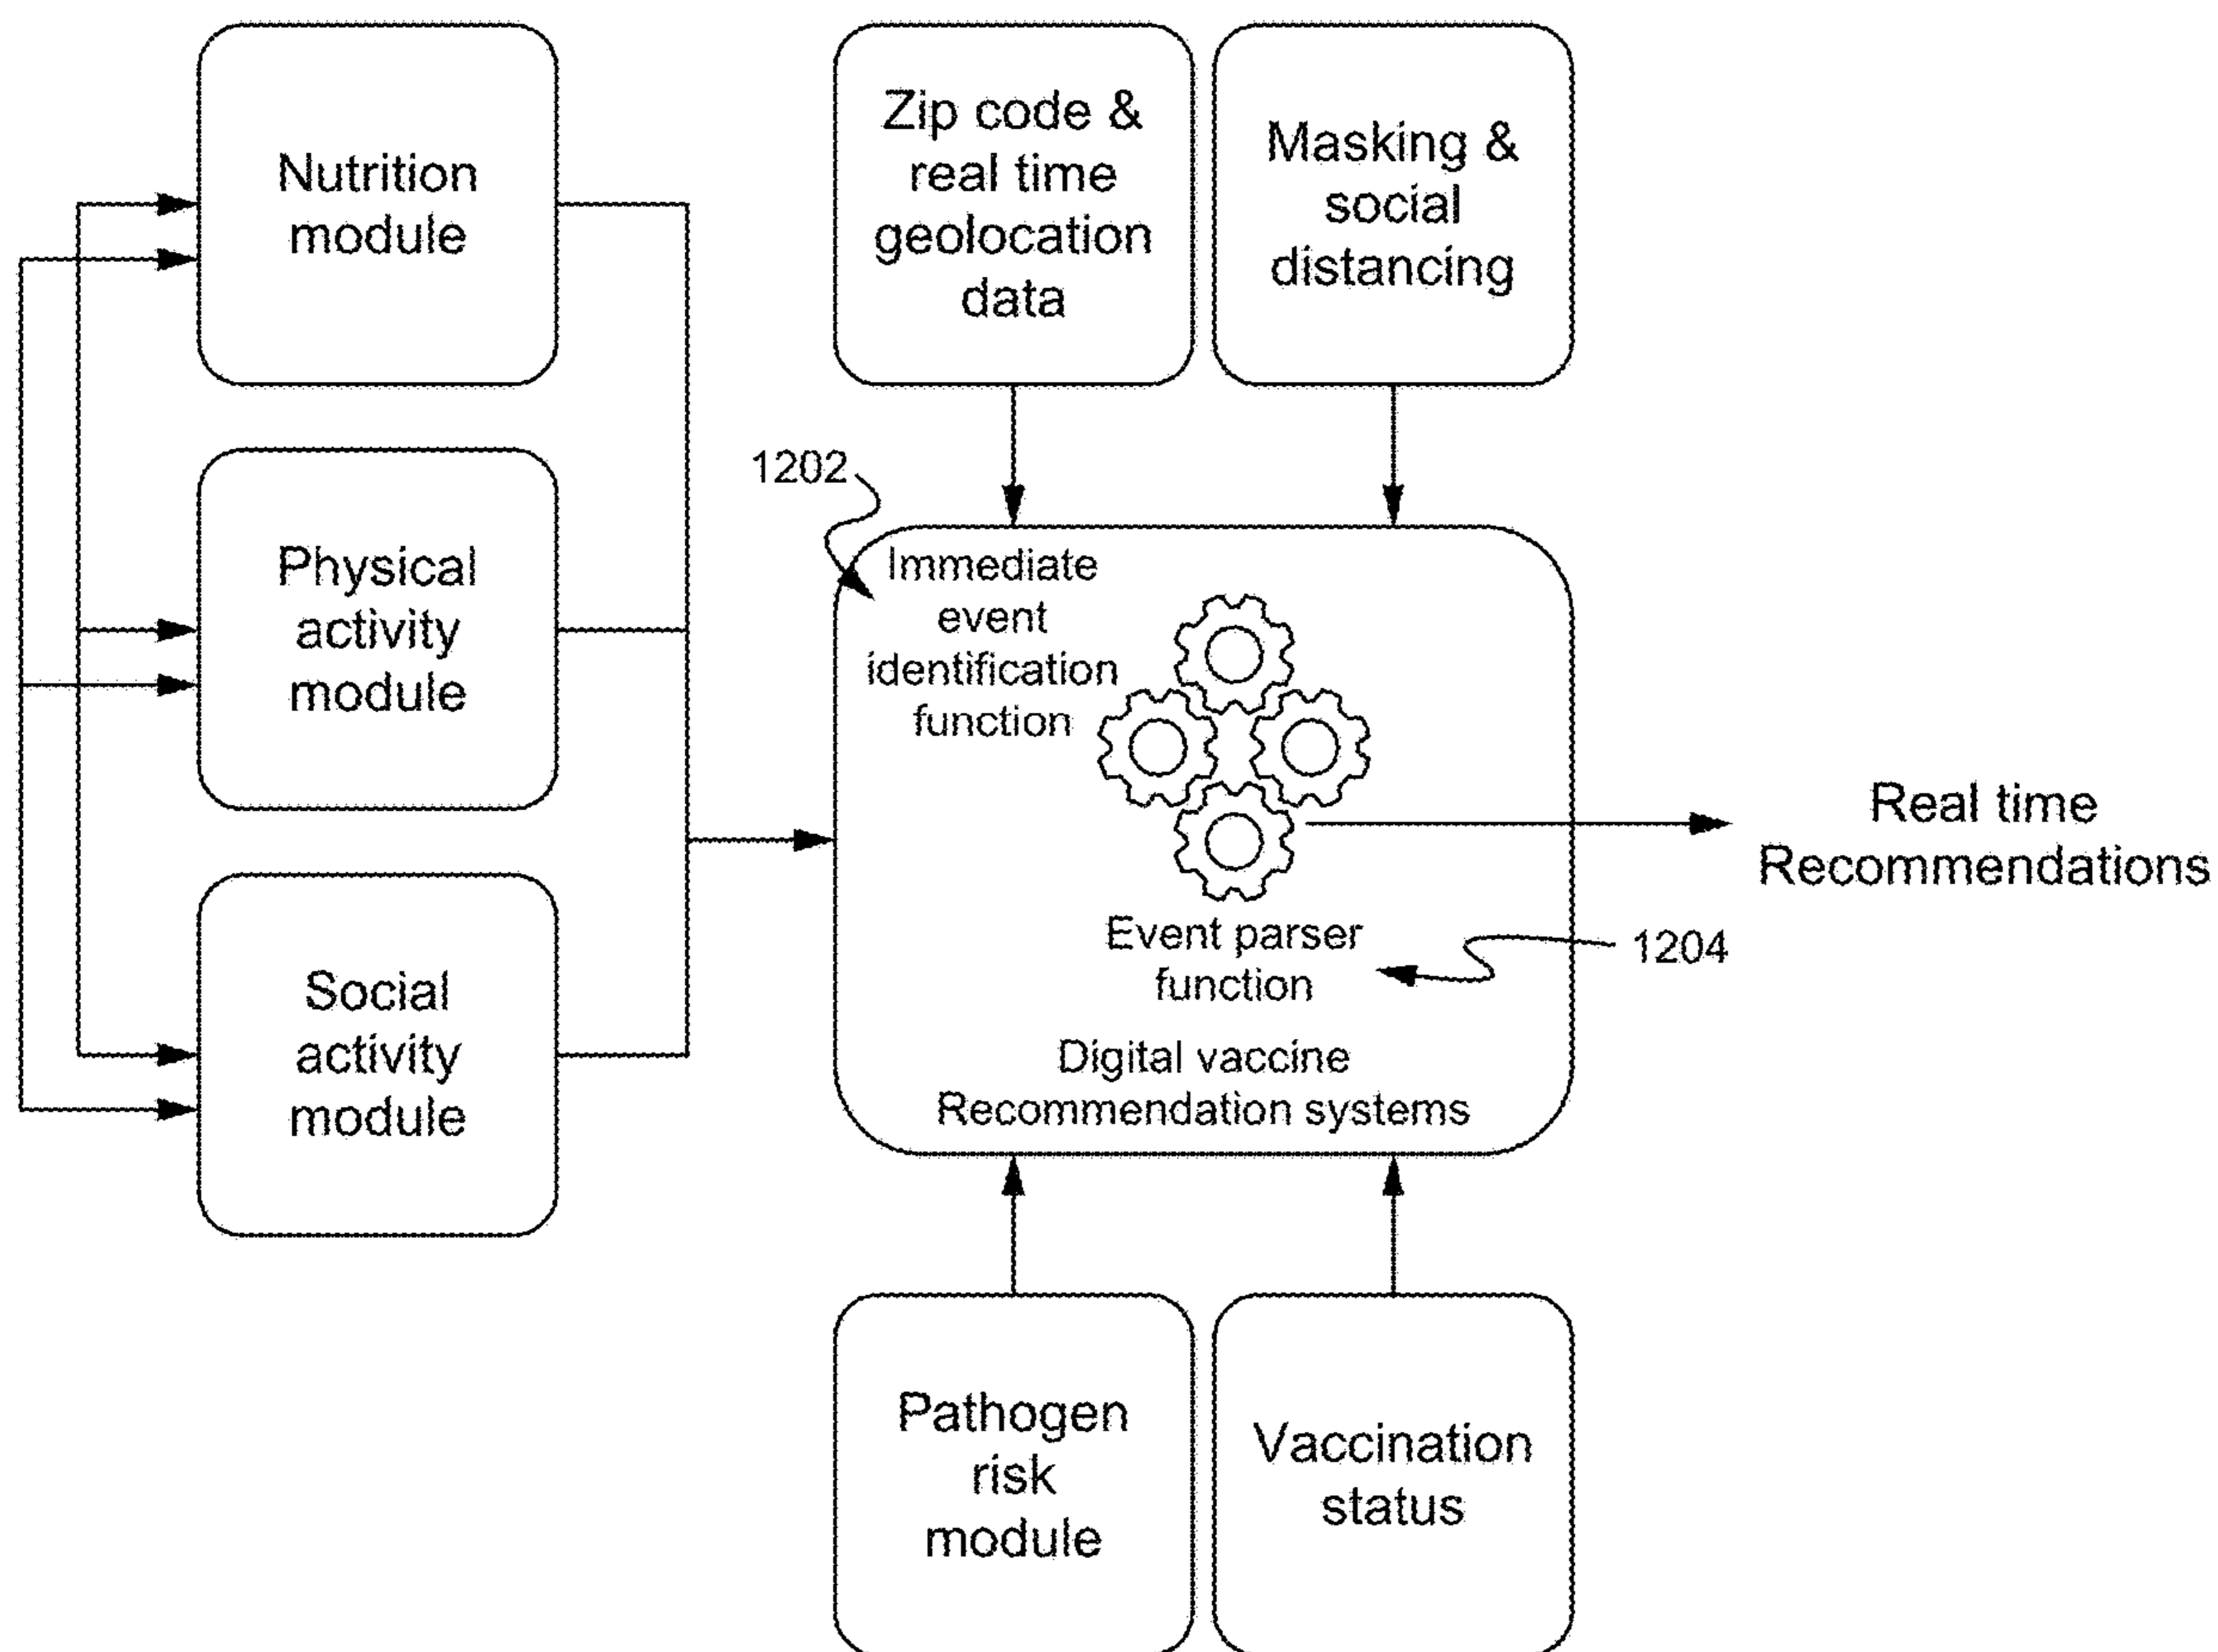 Nutrition
module
Physical
activity
module
Social
activity
module
Zip code &
real time
geolocation
data
Masking &
social
distancing
1202
Immediate
event
identification
function
Event parser
function
1204
Digital vaccine
Recommendation systems
Real time
Recommendations
Pathogen
risk
module
Vaccination
status